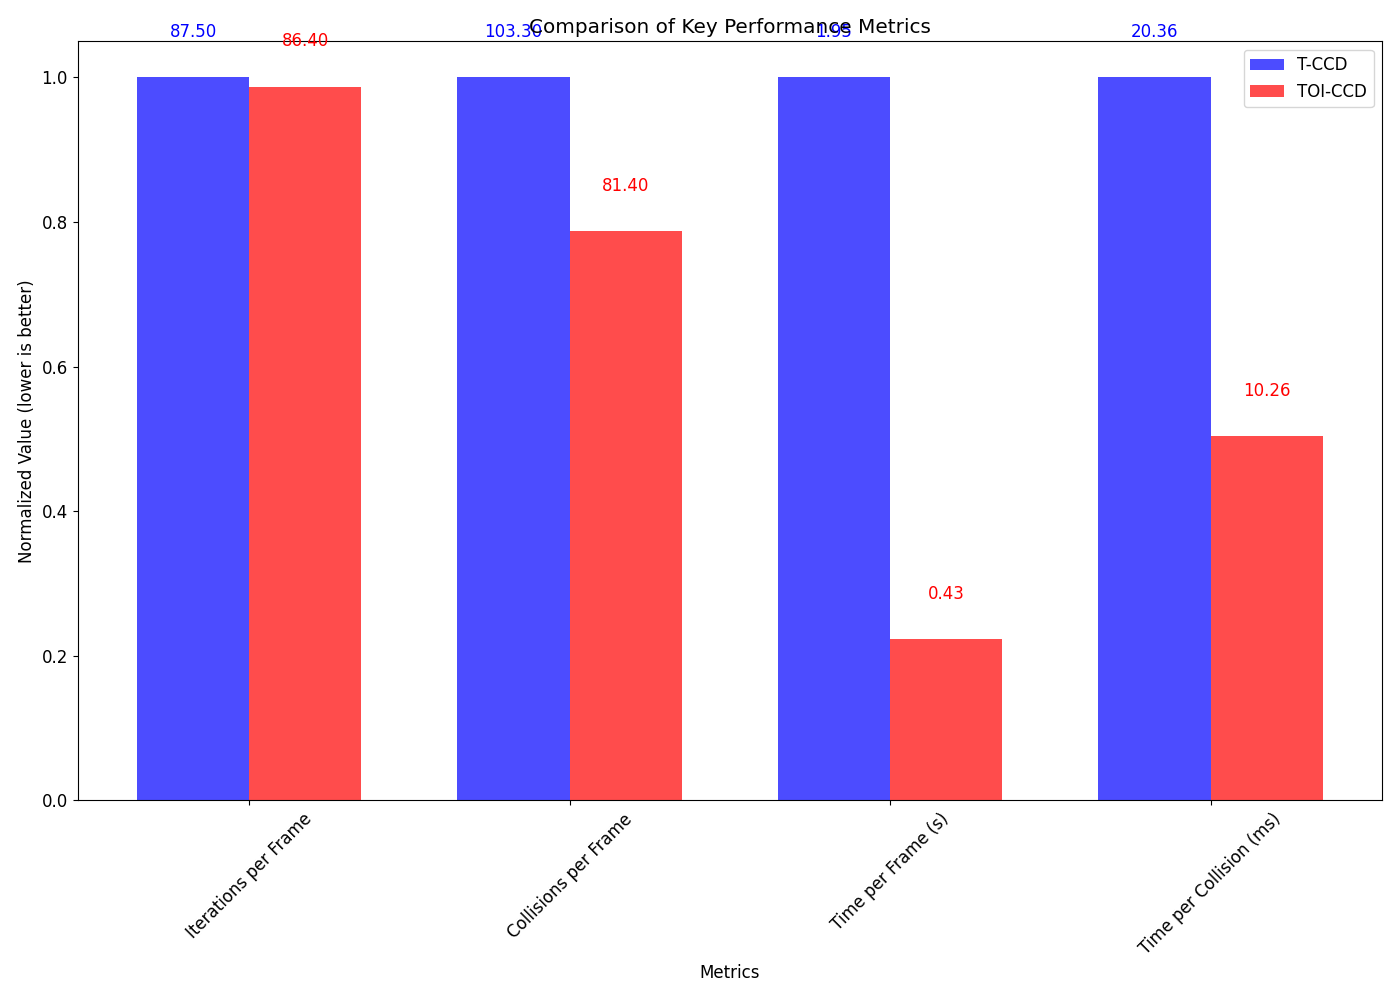 Comparison of Key Performance Metrics
87.50
86.40
103.30
81.40
1.95
0.43
20.36
10.26
T-CCD
TOI-CCD
Normalized Value (lower is better)
1.0
0.8
0.6
0.4
0.2
0.0
Iterations per Frame
Collisions per Frame
Time per Frame (s)
Time per Collision (ms)
Metrics